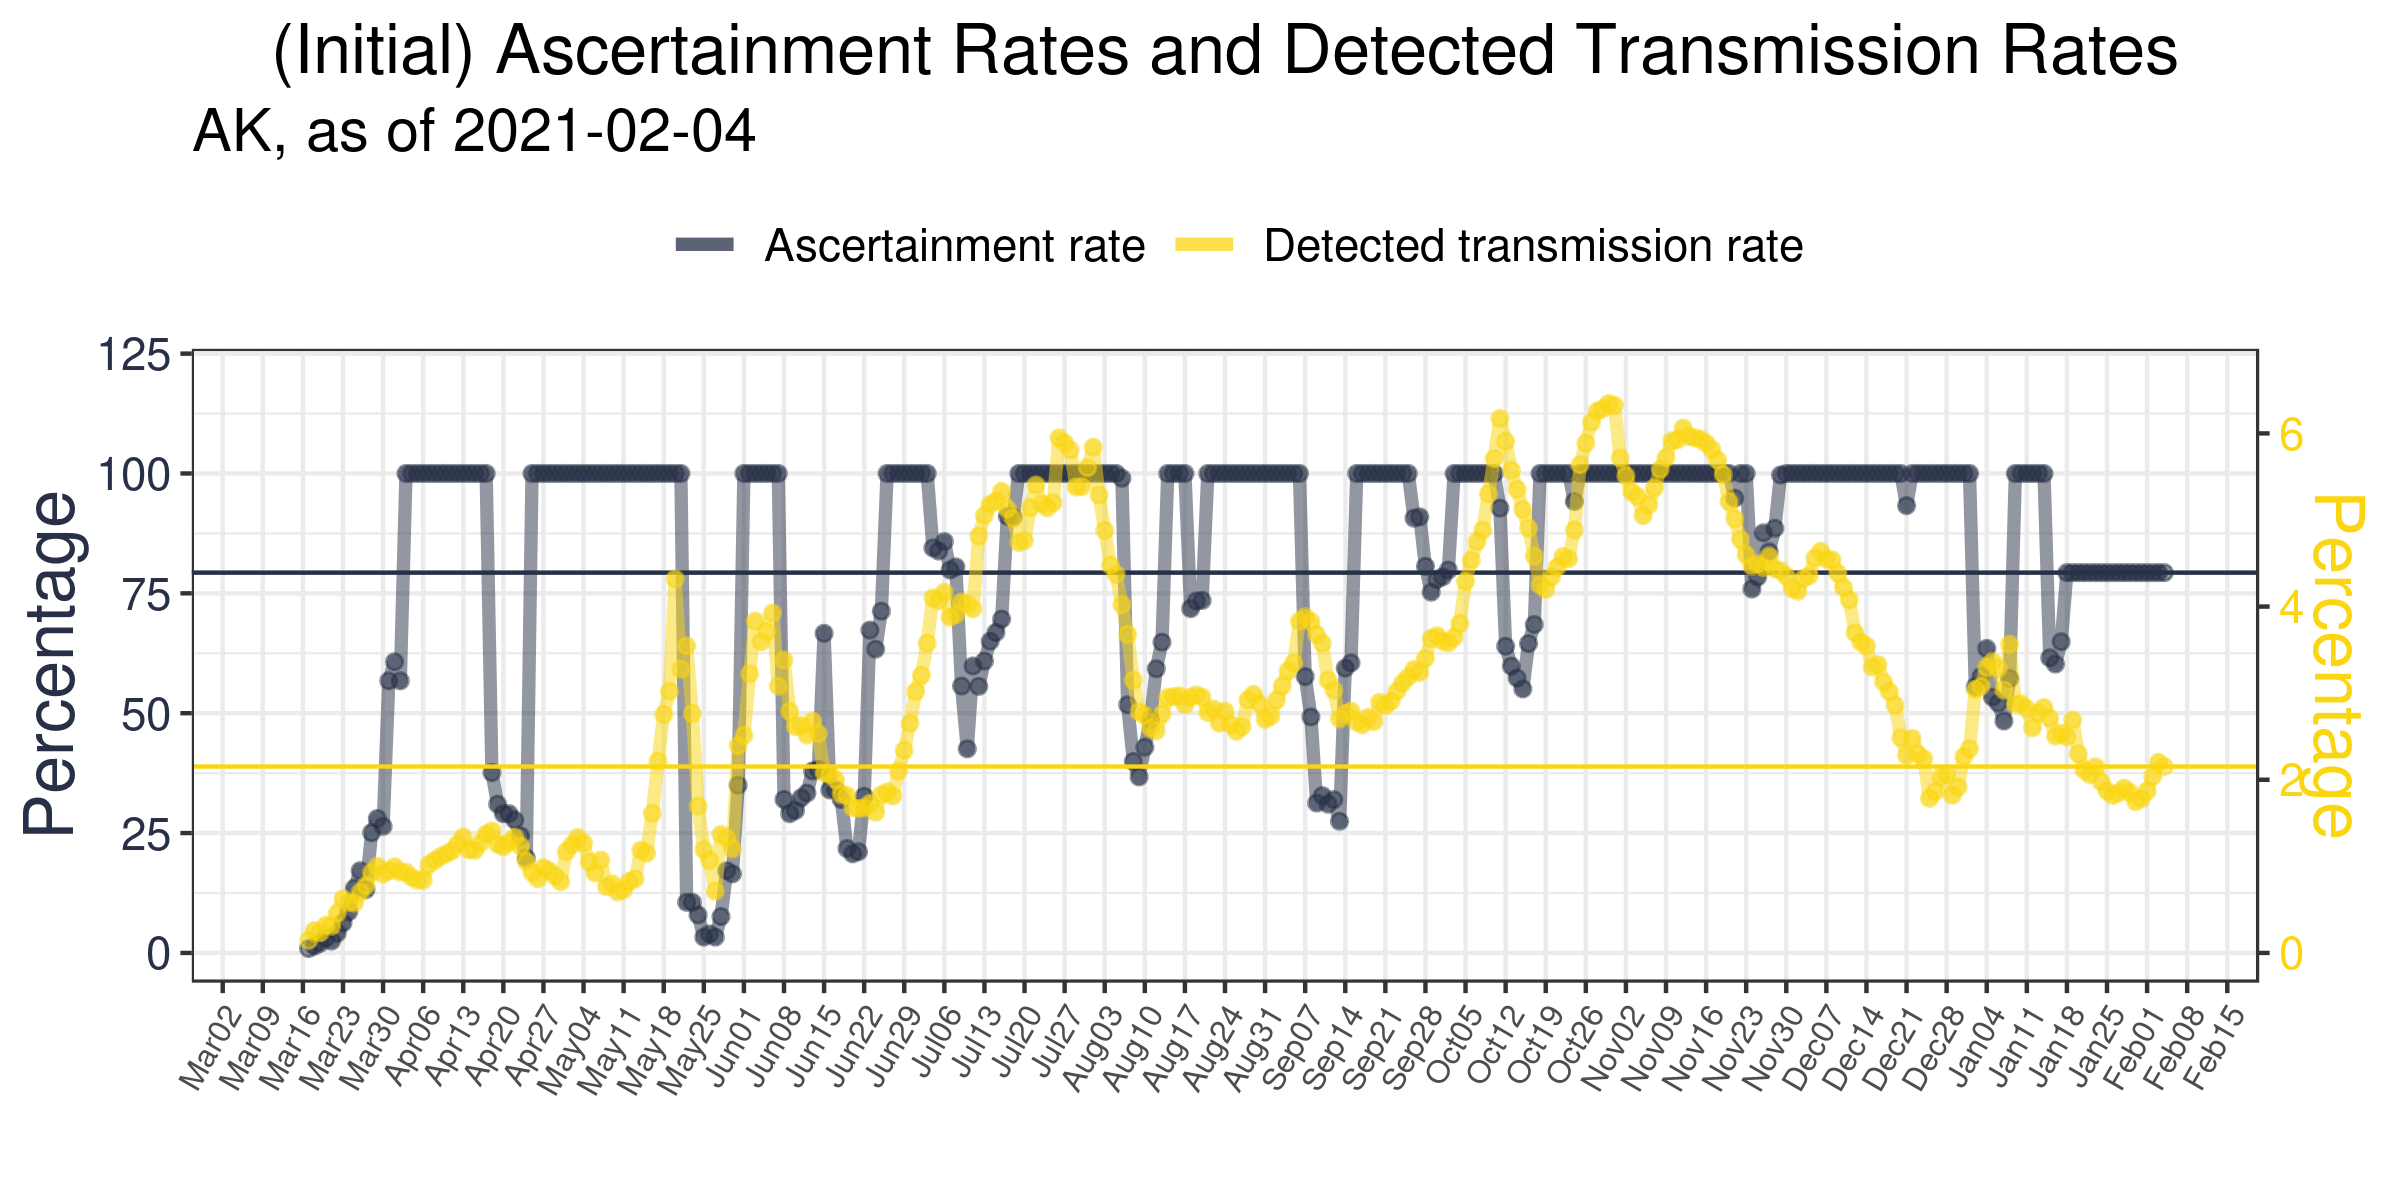 (Initial) Ascertainment Rates and Detected Transmission Rates
AK, as of 2021-02-04
Ascertainment rate Detected transmission rate
Percentage
125
100
75
50
25
0
6
4
2
0
Percentage
Mar02 Mar09 Mar16 Mar23 Mar30 Apr06 Apr13 Apr20 Apr27 May04 May11 May18 May25 Jun01 Jun08 Jun15 Jun22 Jun29 Jul06 Jul13 Jul20 Jul27 Aug03 Aug10 Aug17 Aug24 Aug31 Sep07 Sep14 Sep21 Sep28 Oct05 Oct12 Oct19 Oct26 Nov02 Nov09 Nov16 Nov23 Nov30 Dec07 Dec14 Dec21 Dec28 Jan04 Jan11 Jan18 Jan25 Feb01 Feb08 Feb15